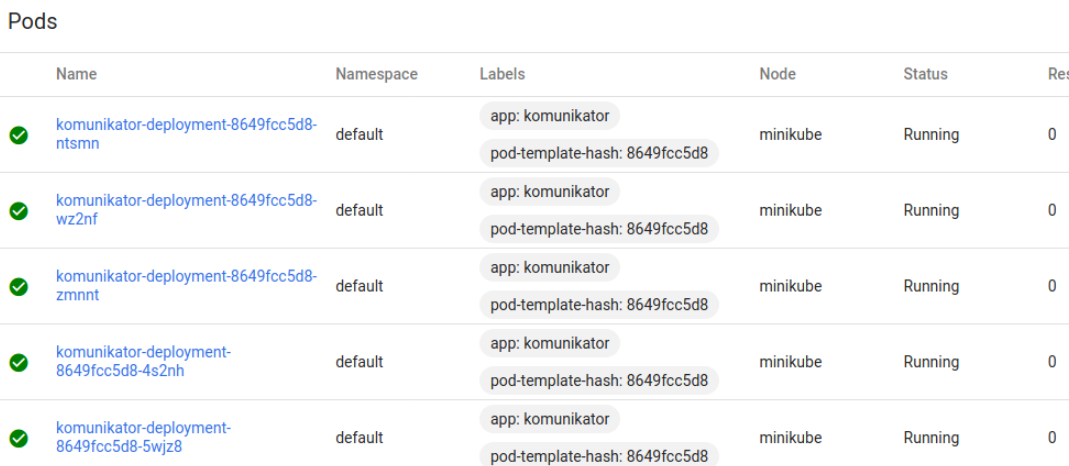 Pods
Name Namespace Labels Node Status Res
komunikator-deployment-8649fcc5d8-
ntsmn
default
app: komunikator
pod-template-hash: 8649fcc5d8
minikube
Running
0
komunikator-deployment-8649fcc5d8-
wz2nf
default
app: komunikator
pod-template-hash: 8649fcc5d8
minikube
Running
0
komunikator-deployment-8649fcc5d8-
zmnnt
default
app: komunikator
pod-template-hash: 8649fcc5d8
minikube
Running
0
komunikator-deployment-
8649fcc5d8-4s2nh
default
app: komunikator
pod-template-hash: 8649fcc5d8
minikube
Running
0
komunikator-deployment-
8649fcc5d8-5wjz8
default
app: komunikator
pod-template-hash: 8649fcc5d8
minikube
Running
0